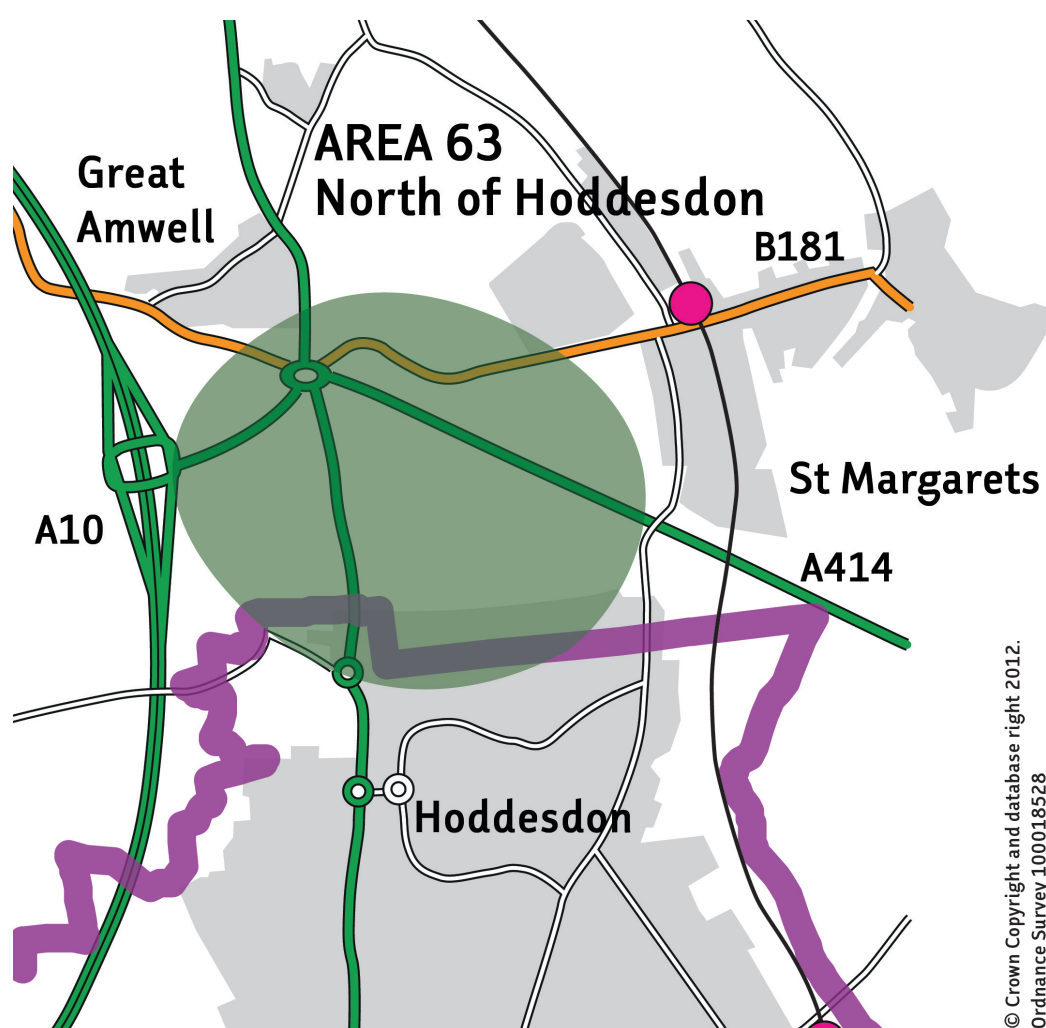 AREA 63
North of Hoddesdon
Great
Amwell
B181
St Margarets
A10
A414
Hoddesdon
© Crown Copyright and database right 2012.
Ordnance Survey 100018528